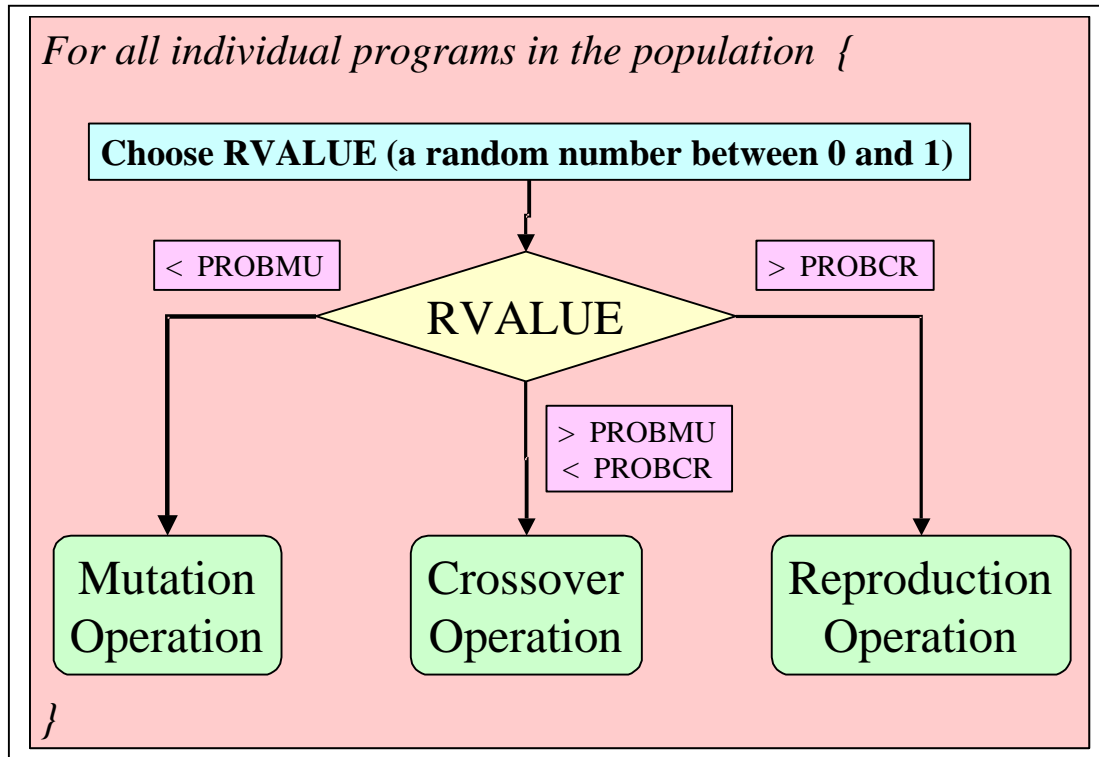 For all individual programs in the population {
Choose RVALUE (a random number between 0 and 1)
< PROBMU
> PROBCR
RVALUE
> PROBMU
< PROBCR
Mutation
Operation
Crossover
Operation
Reproduction
Operation
}